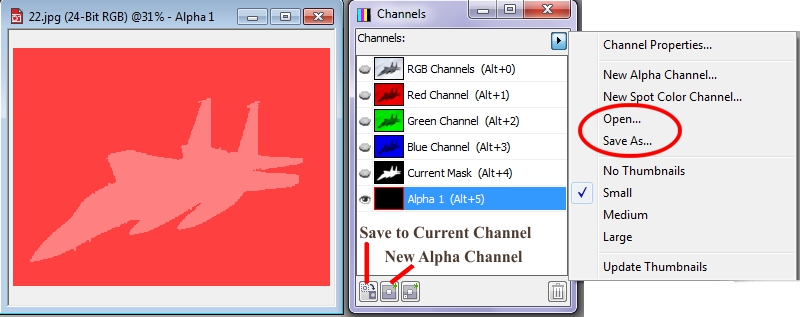 22.jpg (24-Bit RGB) @31% - Alpha 1
Channels
Channels:
RGB Channels (Alt+0)
Red Channel (Alt+1)
Green Channel (Alt+2)
Blue Channel (Alt+3)
Current Mask (Alt+4)
Alpha 1 (Alt+5)
Save to Current Channel
New Alpha Channel
Channel Properties...
New Alpha Channel...
New Spot Color Channel...
Open...
Save As...
No Thumbnails
Small
Medium
Large
Update Thumbnails